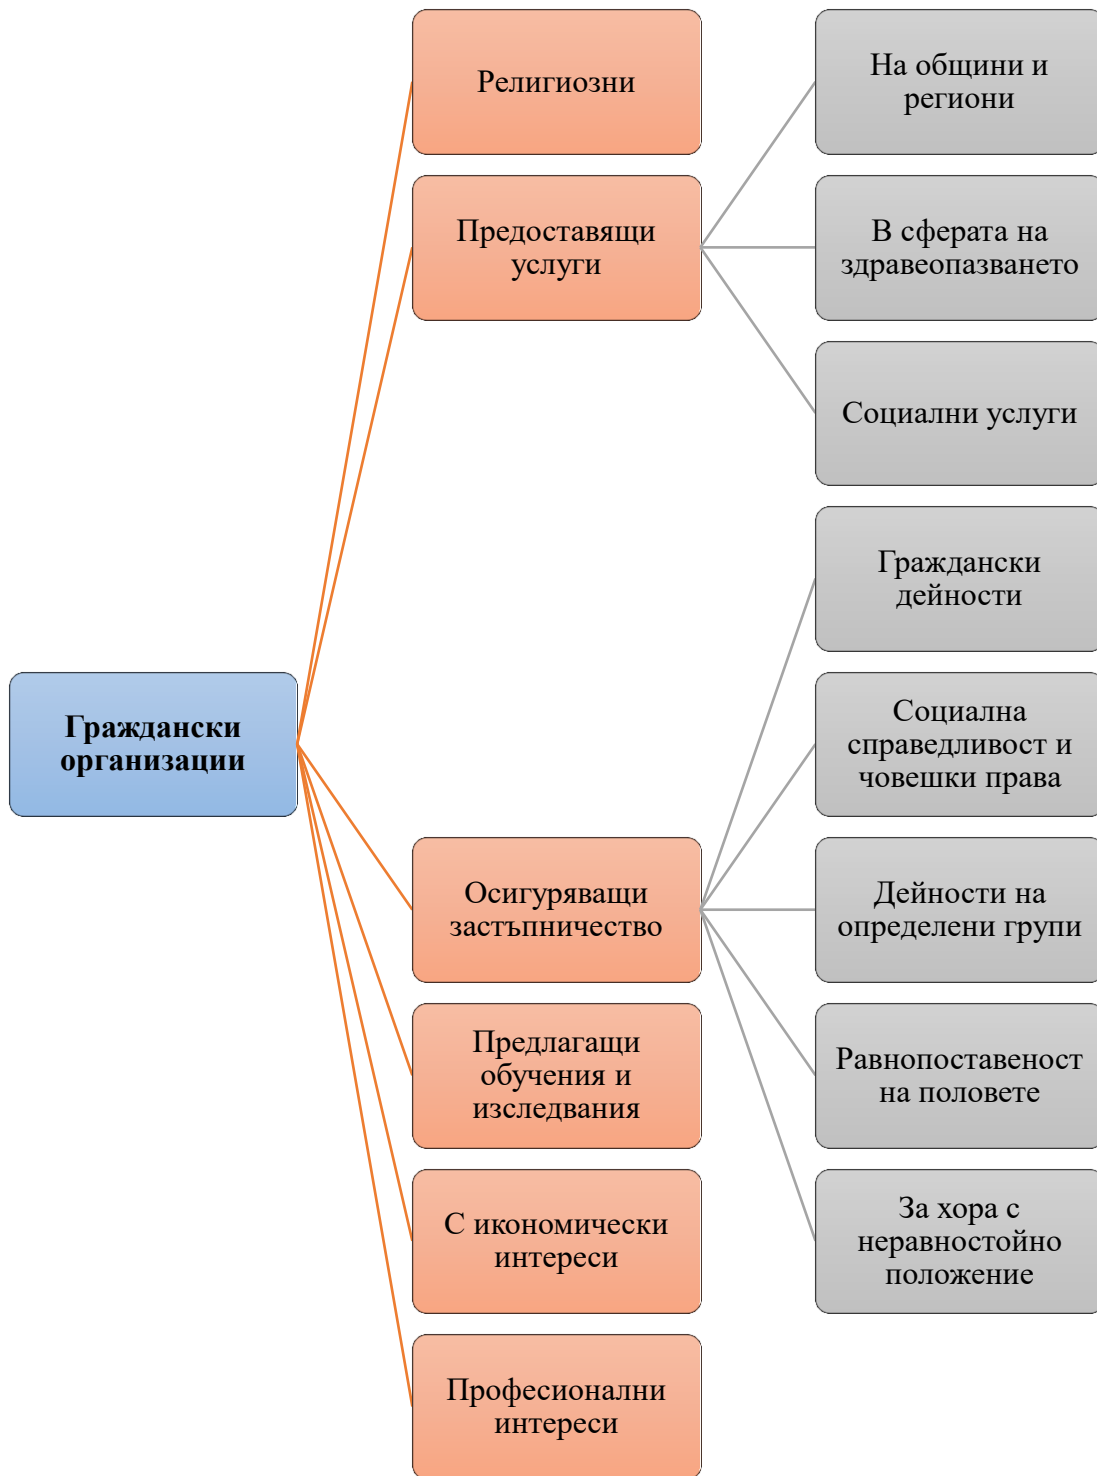 Религиозни
Предоставящи
услуги
На общини и
региони
В сферата на
здравеопазването
Социални услуги
Граждански
организации
Осигуряващи
застъпничество
Граждански
дейности
Социална
справедливост и
човешки права
Дейности на
определени групи
Равнопоставеност
на половете
За хора с
неравностойно
положение
Предлагащи
обучения и
изследвания
С икономически
интереси
Професионални
интереси